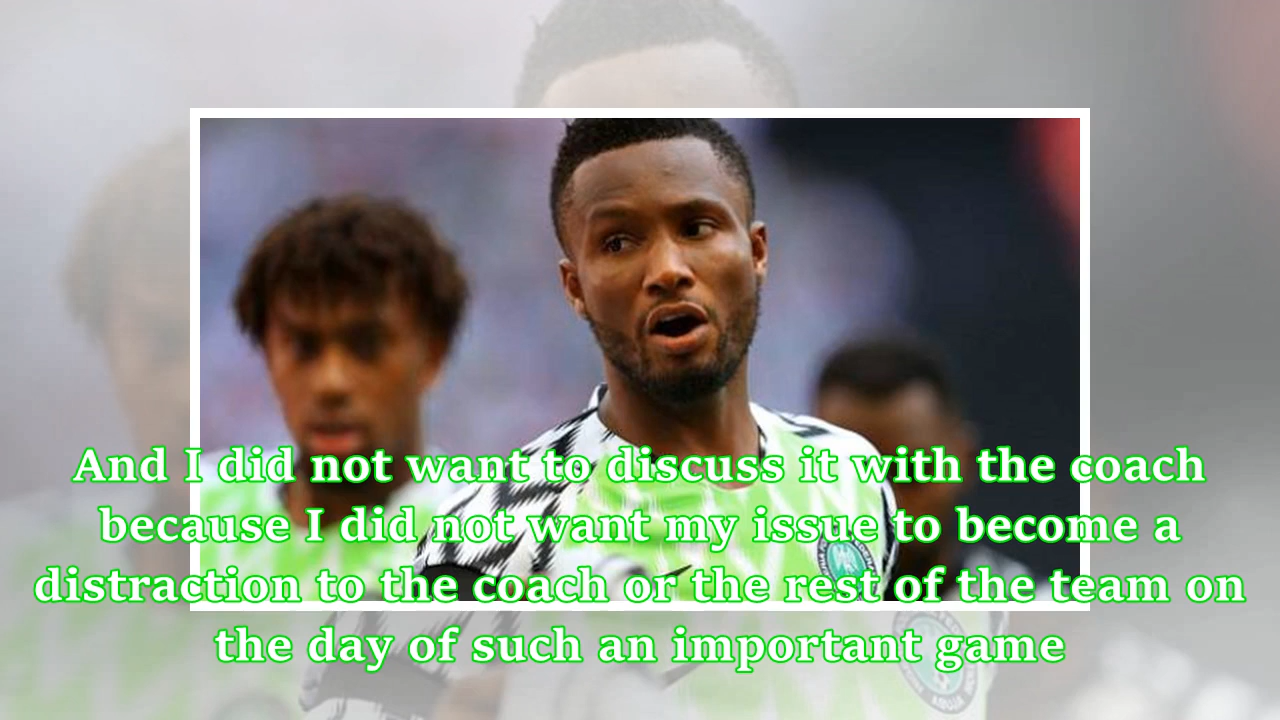 And I did not want to discuss it with the coach
because I did not want my issue to become a
distraction to the coach or the rest of the team on
the day of such an important game